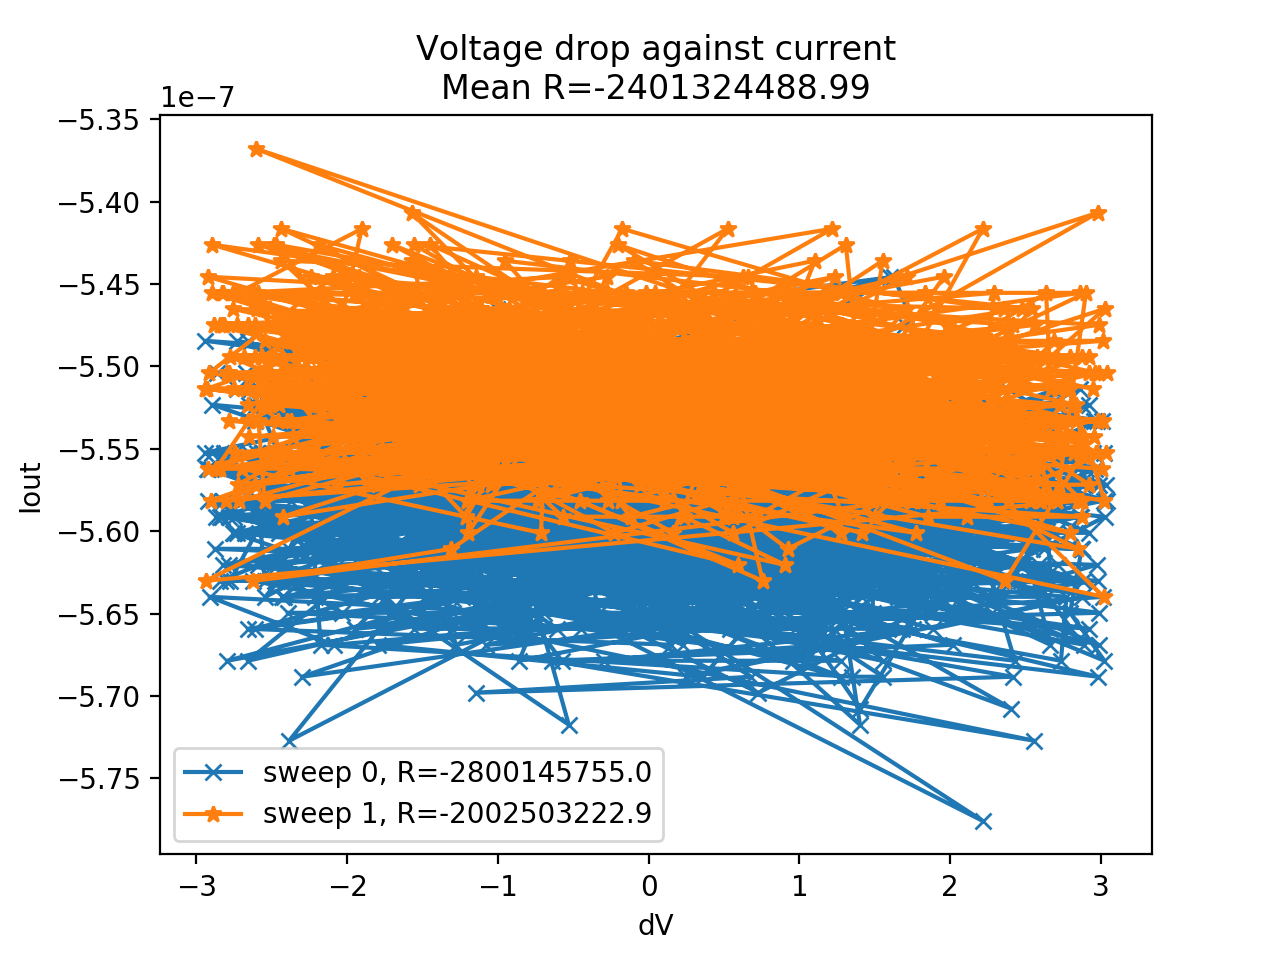 Voltage drop against current
Mean R=-2401324488.99
1e−7
−5.35
−5.40
−5.45
−5.50
−5.55
−5.60
−5.65
−5.70
−5.75
Iout
sweep 0, R=-2800145755.0
sweep 1, R=-2002503222.9
−3 −2 −1 0 1 2 3
dV